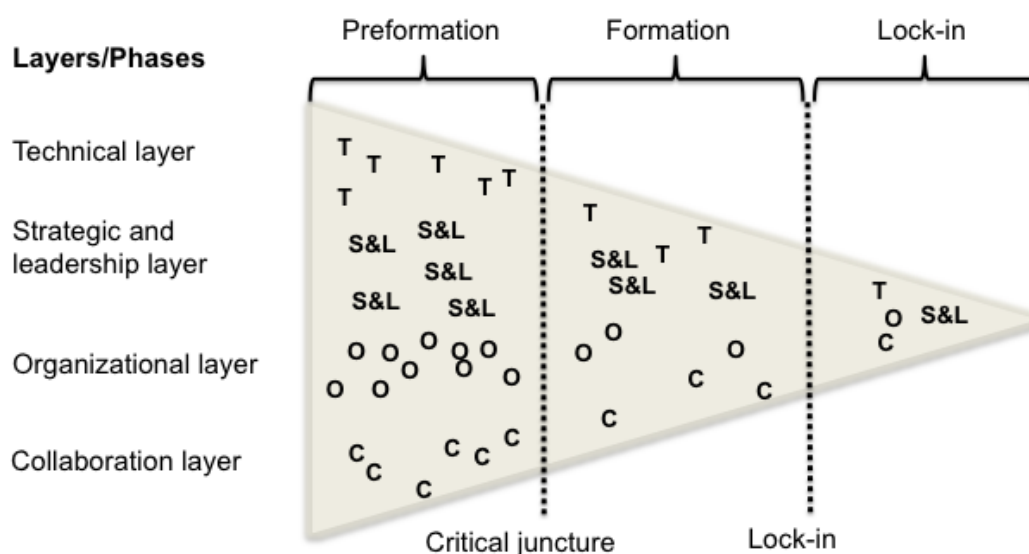 Preformation Formation Lock-in
Layers/Phases
Technical layer
T
T T T T
T
T
T
T
Strategic and
leadership layer
S&L S&L
S&L
S&L S&L
S&L
S&L S&L
T
O S&L
C
Organizational layer
O O O O O
O O
O O O
O
O O
C C
Collaboration layer
C C C C
C
C
C
Critical juncture Lock-in